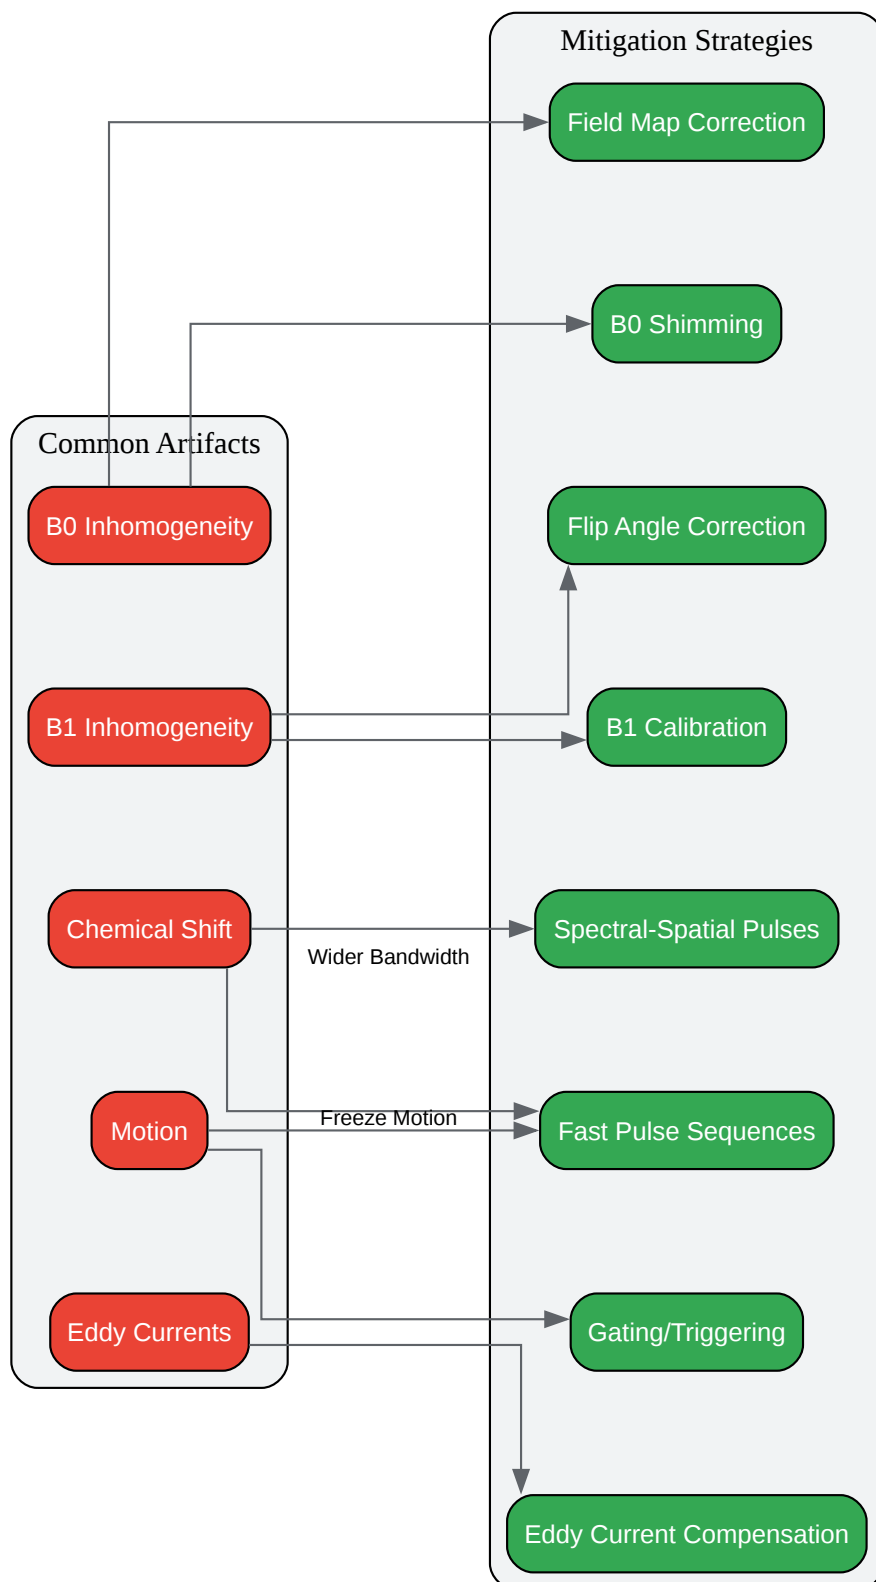 Mitigation Strategies
Field Map Correction
B0 Shimming
Common Artifacts
B0 Inhomogeneity
Flip Angle Correction
B1 Inhomogeneity
B1 Calibration
Chemical Shift
Spectral-Spatial Pulses
Wider Bandwidth
Freeze Motion
Motion
Fast Pulse Sequences
Eddy Currents
Gating/Triggering
Eddy Current Compensation